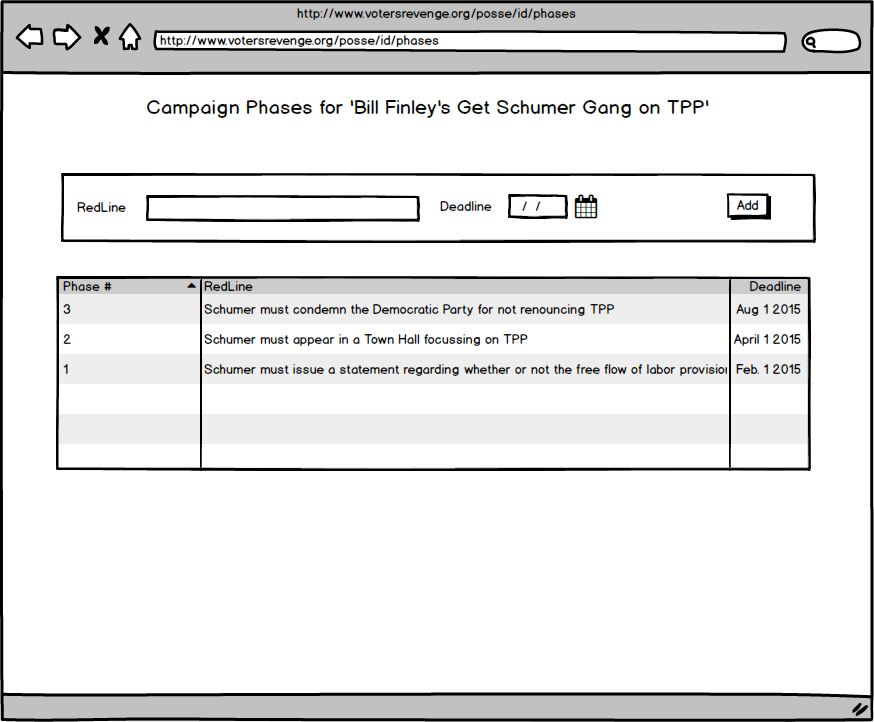 http://www.votersrevenge.org/posse/id/phases
http://www.votersrevenge.org/posse/id/phases
Campaign Phases for 'Bill Finley's Get Schumer Gang on TPP'
RedLine Deadline / / Add
Phase # RedLine Deadline
3 Schumer must condemn the Democratic Party for not renouncing TPP Aug 1 2015
2 Schumer must appear in a Town Hall focussing on TPP April 1 2015
1 Schumer must issue a statement regarding whether or not the free flow of labor provision Feb. 1 2015